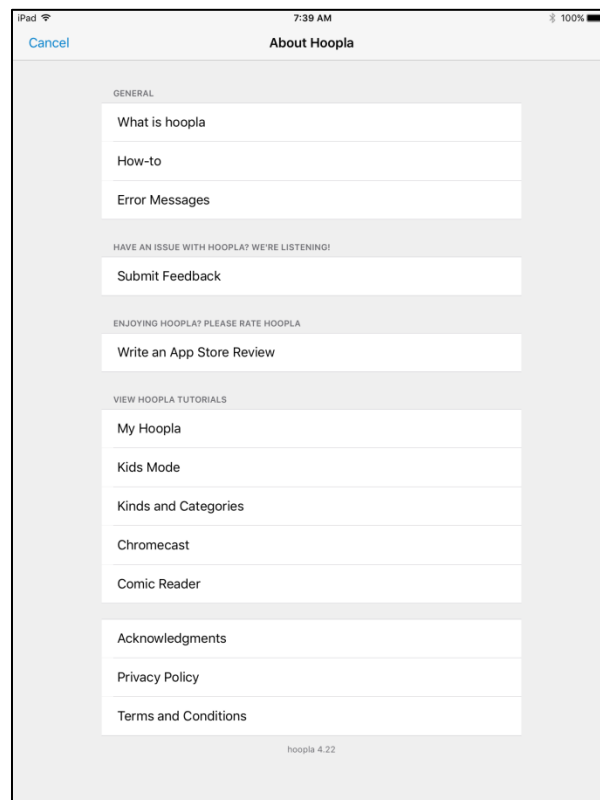 iPad 7:39 AM 100%
Cancel About Hoopla
GENERAL
What is hoopla
How-to
Error Messages
HAVE AN ISSUE WITH HOOPLA? WE'RE LISTENING!
Submit Feedback
ENJOYING HOOPLA? PLEASE RATE HOOPLA
Write an App Store Review
VIEW HOOPLA TUTORIALS
My Hoopla
Kids Mode
Kinds and Categories
Chromecast
Comic Reader
Acknowledgments
Privacy Policy
Terms and Conditions
hoopla 4.22